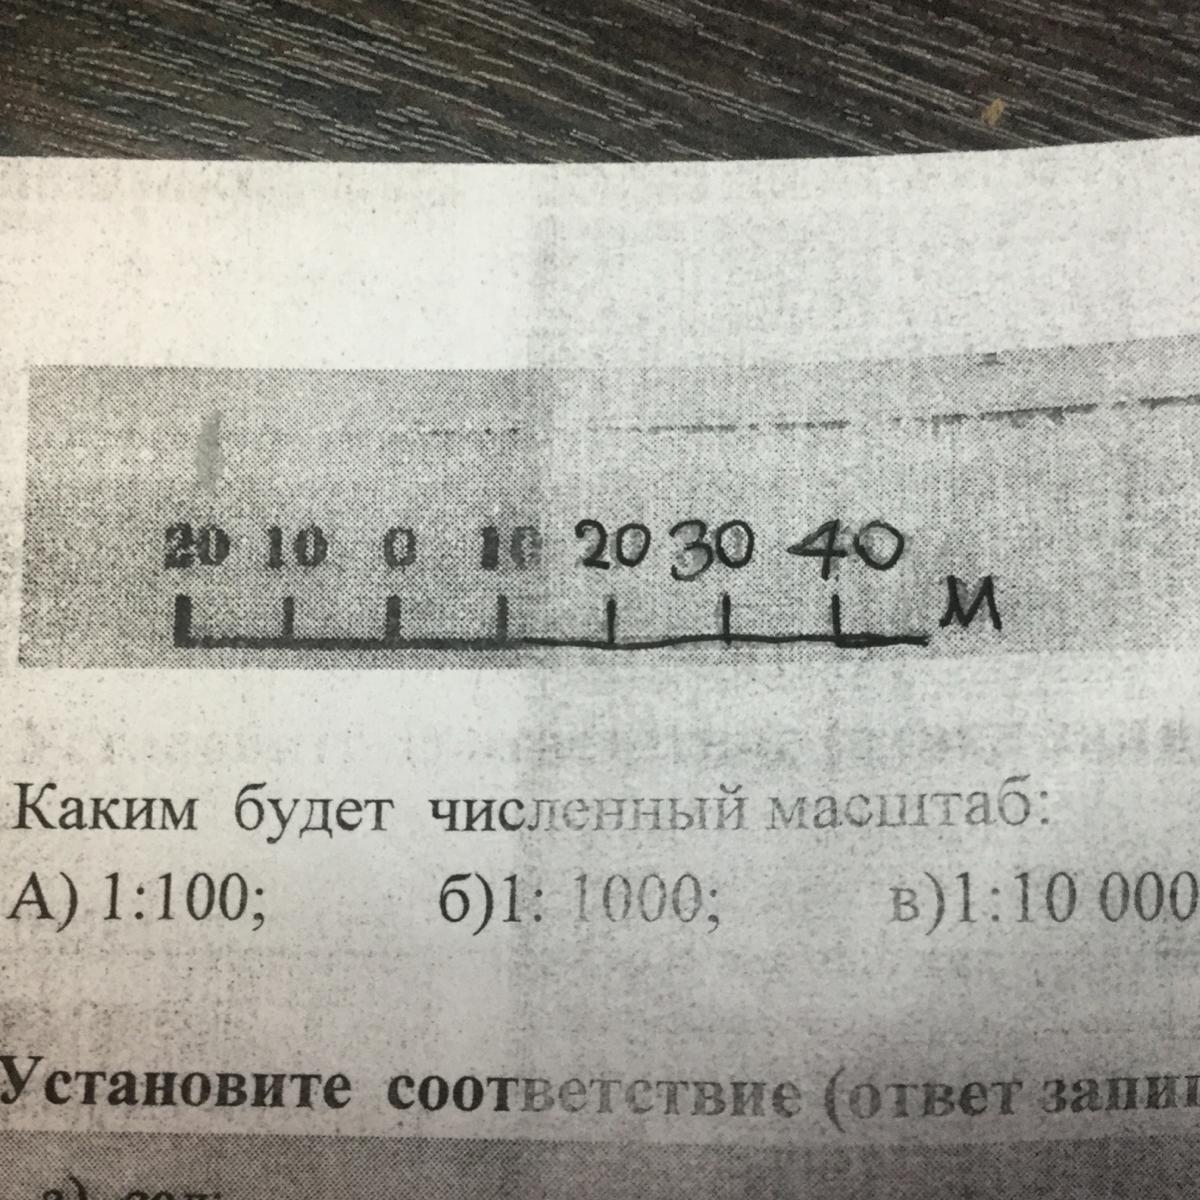 20 10 0 10 20 30 40 м
Каким будет численный масштаб:
А) 1:100; б)1: 1000; в)1:10 000
Установите соответствие (ответ запи